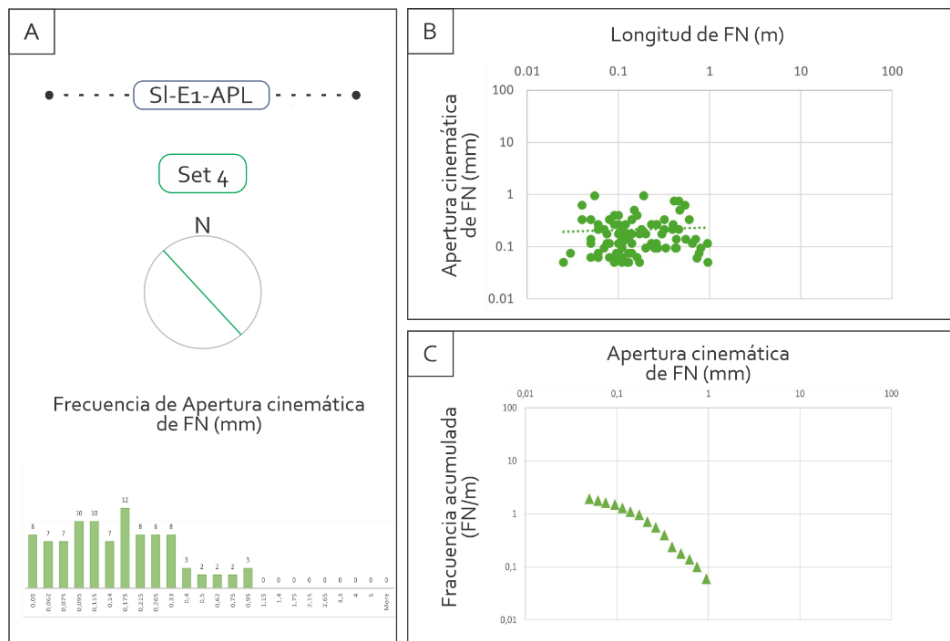 A
SI-E1-APL
Set 4
N
Frecuencia de Apertura cinemática
de FN (mm)
8 7 7 10 10 7 12 8 8 8 3 2 2 2 3 0 0 0 0 0 0 0 0 0
0,05 0,062 0,075 0,095 0,115 0,14 0,175 0,215 0,265 0,33 0,4 0,5 0,62 0,75 0,95 1,15 1,4 1,75 2,15 2,65 3,3 4 5 More
B
Longitud de FN (m)
0.01 0.1 1 10 100
Apertura cinemática
de FN (mm)
100
10
1
0.1
0.01
C
Apertura cinemática
de FN (mm)
0,01 0,1 1 10 100
Fracuencia acumulada
(FN/m)
100
10
1
0,1
0,01